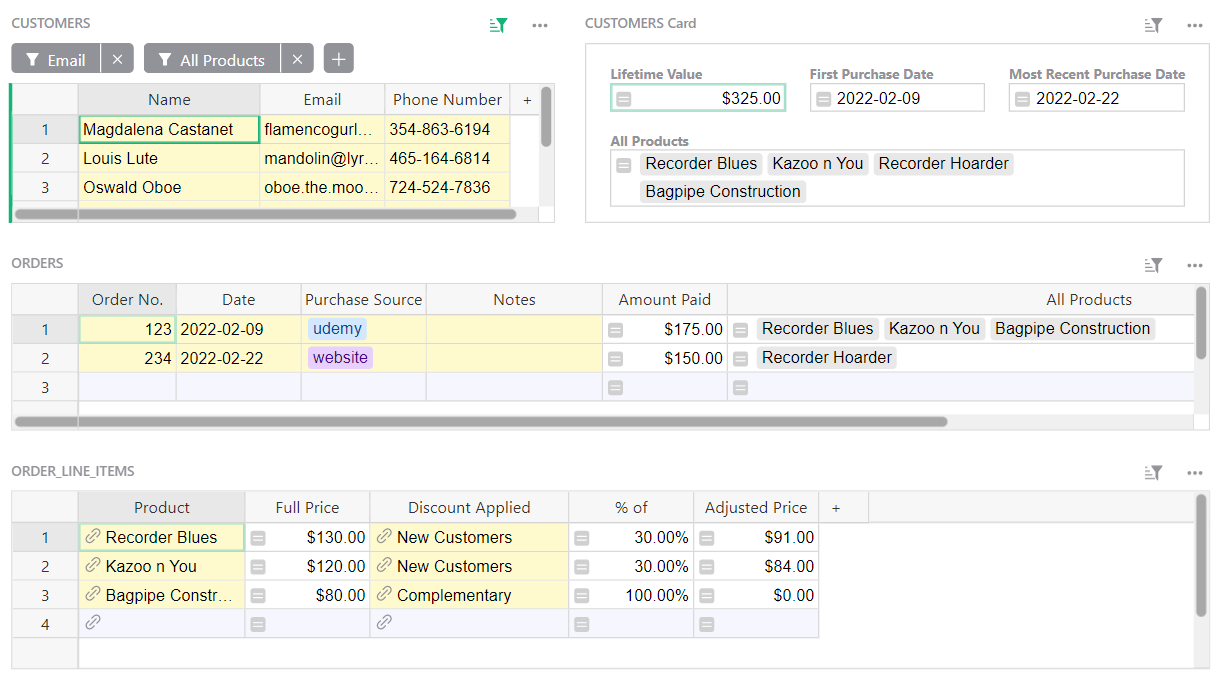 CUSTOMERS
Email All Products
Name Email Phone Number +
1 Magdalena Castanet flamencogurl... 354-863-6194
2 Louis Lute mandolin@lyr... 465-164-6814
3 Oswald Oboe oboe.the.moo... 724-524-7836
CUSTOMERS Card
Lifetime Value First Purchase Date Most Recent Purchase Date
$325.00 2022-02-09 2022-02-22
All Products
Recorder Blues Kazoo n You Recorder Hoarder
Bagpipe Construction
ORDERS
Order No. Date Purchase Source Notes Amount Paid All Products
1 123 2022-02-09 udemy $175.00 Recorder Blues Kazoo n You Bagpipe Construction
2 234 2022-02-22 website $150.00 Recorder Hoarder
3
ORDER_LINE_ITEMS
Product Full Price Discount Applied % of Adjusted Price +
1 Recorder Blues $130.00 New Customers 30.00% $91.00
2 Kazoo n You $120.00 New Customers 30.00% $84.00
3 Bagpipe Constr... $80.00 Complementary 100.00% $0.00
4